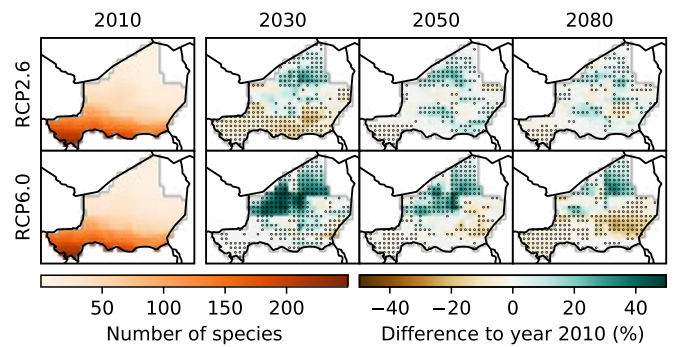 2010 2030 2050 2080
RCP2.6
RCP6.0
50 100 150 200 −40 −20 0 20 40
Number of species Difference to year 2010 (%)